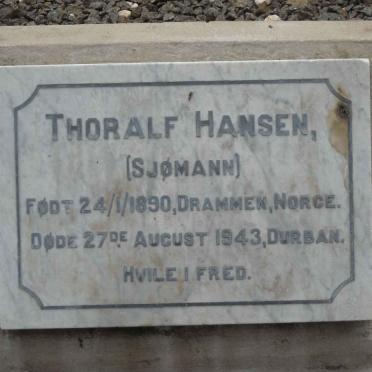 THORALF HANSEN,
(SJØMANN)
FØDT 24/1/1890, DRAMMEN, NORGE.
DØDE 27DE AUGUST 1943, DURBAN.
HVILE I FRED.